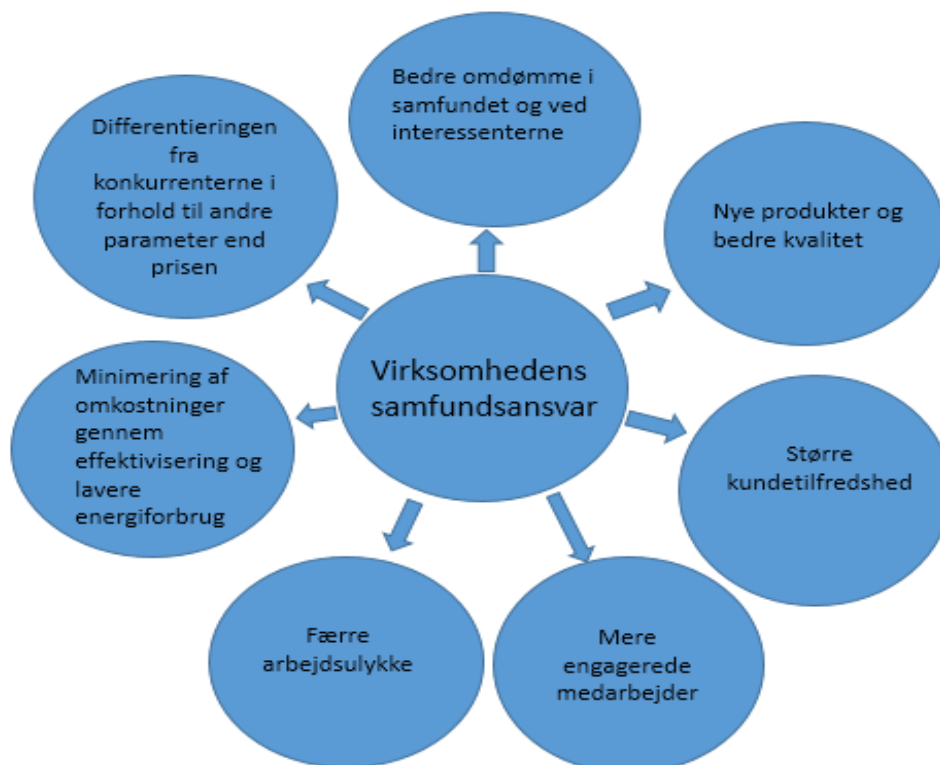 Bedre omdømme i
samfundet og ved
interessenterne
Differentieringen
fra
konkurrenterne i
forhold til andre
parameter end
prisen
Nye produkter og
bedre kvalitet
Virksomhedens
samfundsansvar
Minimering af
omkostninger
gennem
effektivisering og
lavere
energiforbrug
Større
kundetilfredshed
Færre
arbejdsulykke
Mere
engagerede
medarbejder